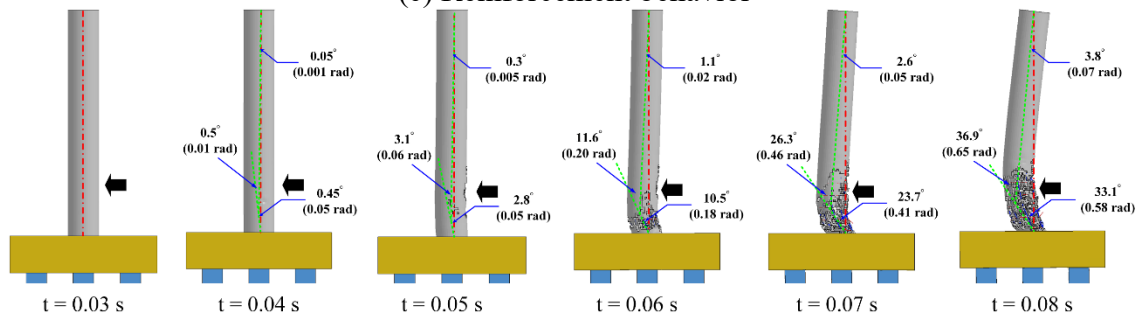 (c) Reinforcement behavior
0.05°
(0.001 rad)
0.5°
(0.01 rad)
0.45°
(0.05 rad)
t = 0.03 s
t = 0.04 s
0.3°
(0.005 rad)
3.1°
(0.06 rad)
2.8°
(0.05 rad)
t = 0.05 s
1.1°
(0.02 rad)
11.6°
(0.20 rad)
10.5°
(0.18 rad)
t = 0.06 s
2.6°
(0.05 rad)
26.3°
(0.46 rad)
23.7°
(0.41 rad)
t = 0.07 s
3.8°
(0.07 rad)
36.9°
(0.65 rad)
33.1°
(0.58 rad)
t = 0.08 s